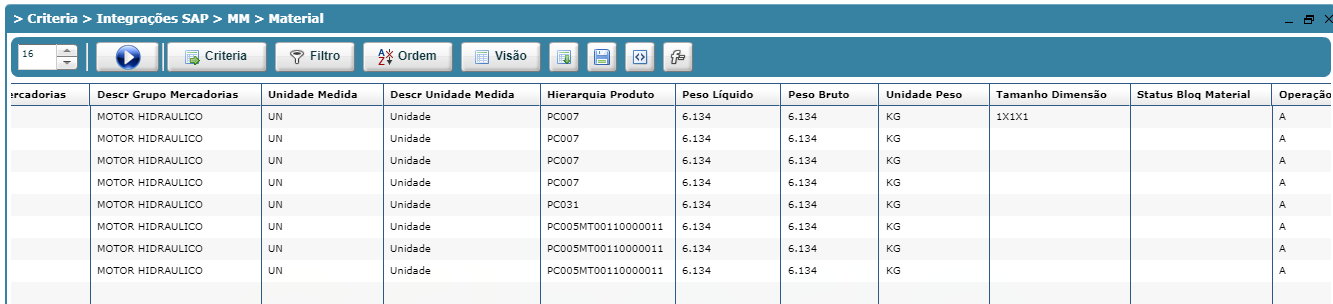 > Criteria > Integrações SAP > MM > Material
16 Criteria Filtro Ordem Visão
ercadorias Descr Grupo Mercadorias Unidade Medida Descr Unidade Medida Hierarquia Produto Peso Líquido Peso Bruto Unidade Peso Tamanho Dimensão Status Bloq Material Operação
MOTOR HIDRAULICO UN Unidade PC007 6.134 6.134 KG 1X1X1 A
MOTOR HIDRAULICO UN Unidade PC007 6.134 6.134 KG A
MOTOR HIDRAULICO UN Unidade PC007 6.134 6.134 KG A
MOTOR HIDRAULICO UN Unidade PC007 6.134 6.134 KG A
MOTOR HIDRAULICO UN Unidade PC031 6.134 6.134 KG A
MOTOR HIDRAULICO UN Unidade PC005MT00110000011 6.134 6.134 KG A
MOTOR HIDRAULICO UN Unidade PC005MT00110000011 6.134 6.134 KG A
MOTOR HIDRAULICO UN Unidade PC005MT00110000011 6.134 6.134 KG A